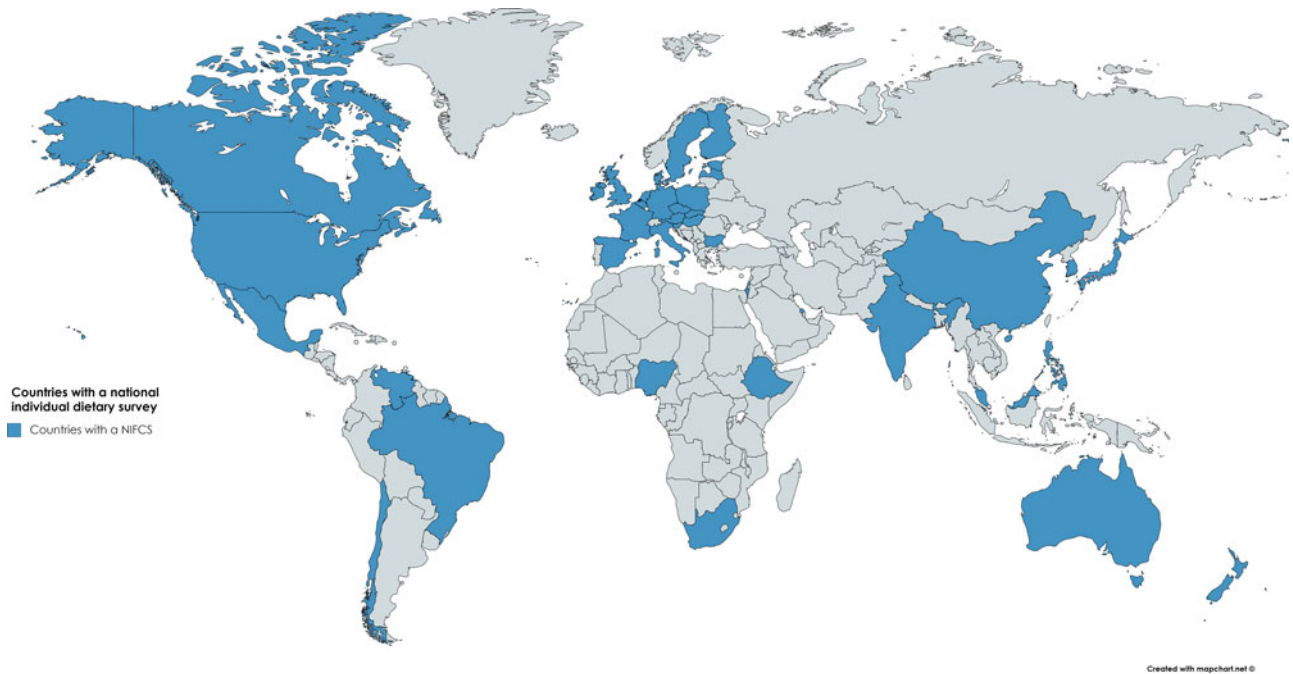 Countries with a national
individual dietary survey
Countries with a NIFCS
Created with mapchart.net ©